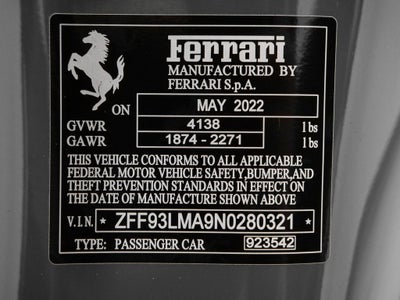 Ferrari
MANUFACTURED BY
FERRARI S.p.A.
ON MAY 2022
GVWR 4138 lbs
GAWR 1874 - 2271 lbs
THIS VEHICLE CONFORMS TO ALL APPLICABLE
FEDERAL MOTOR VEHICLE SAFETY,BUMPER,AND
THEFT PREVENTION STANDARDS IN EFFECT ON
THE DATE OF MANUFACTURE SHOWN ABOVE.
V.I.N. * ZFF93LMA9N0280321 *
TYPE: PASSENGER CAR 923542